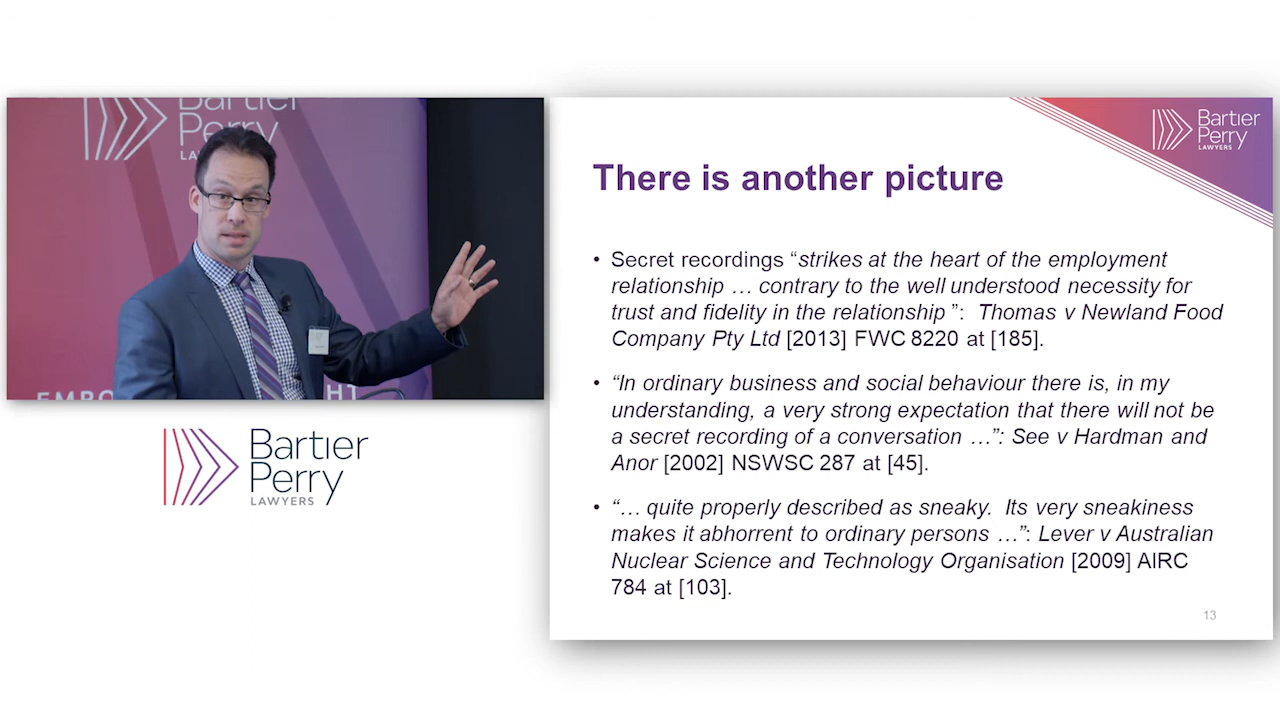 Bartier
Perry
LA
EMPO
HT
Bartier
Perry
LAWYERS
Bartier
Perry
LAWYERS
There is another picture
• Secret recordings “strikes at the heart of the employment
relationship … contrary to the well understood necessity for
trust and fidelity in the relationship ”: Thomas v Newland Food
Company Pty Ltd [2013] FWC 8220 at [185].
• “In ordinary business and social behaviour there is, in my
understanding, a very strong expectation that there will not be
a secret recording of a conversation …”: See v Hardman and
Anor [2002] NSWSC 287 at [45].
• “… quite properly described as sneaky. Its very sneakiness
makes it abhorrent to ordinary persons …”: Lever v Australian
Nuclear Science and Technology Organisation [2009] AIRC
784 at [103].
13